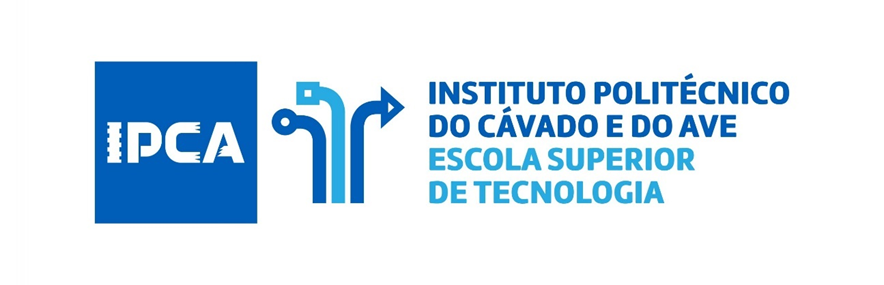 IPCA
INSTITUTO POLITÉCNICO
DO CÁVADO E DO AVE
ESCOLA SUPERIOR
DE TECNOLOGIA